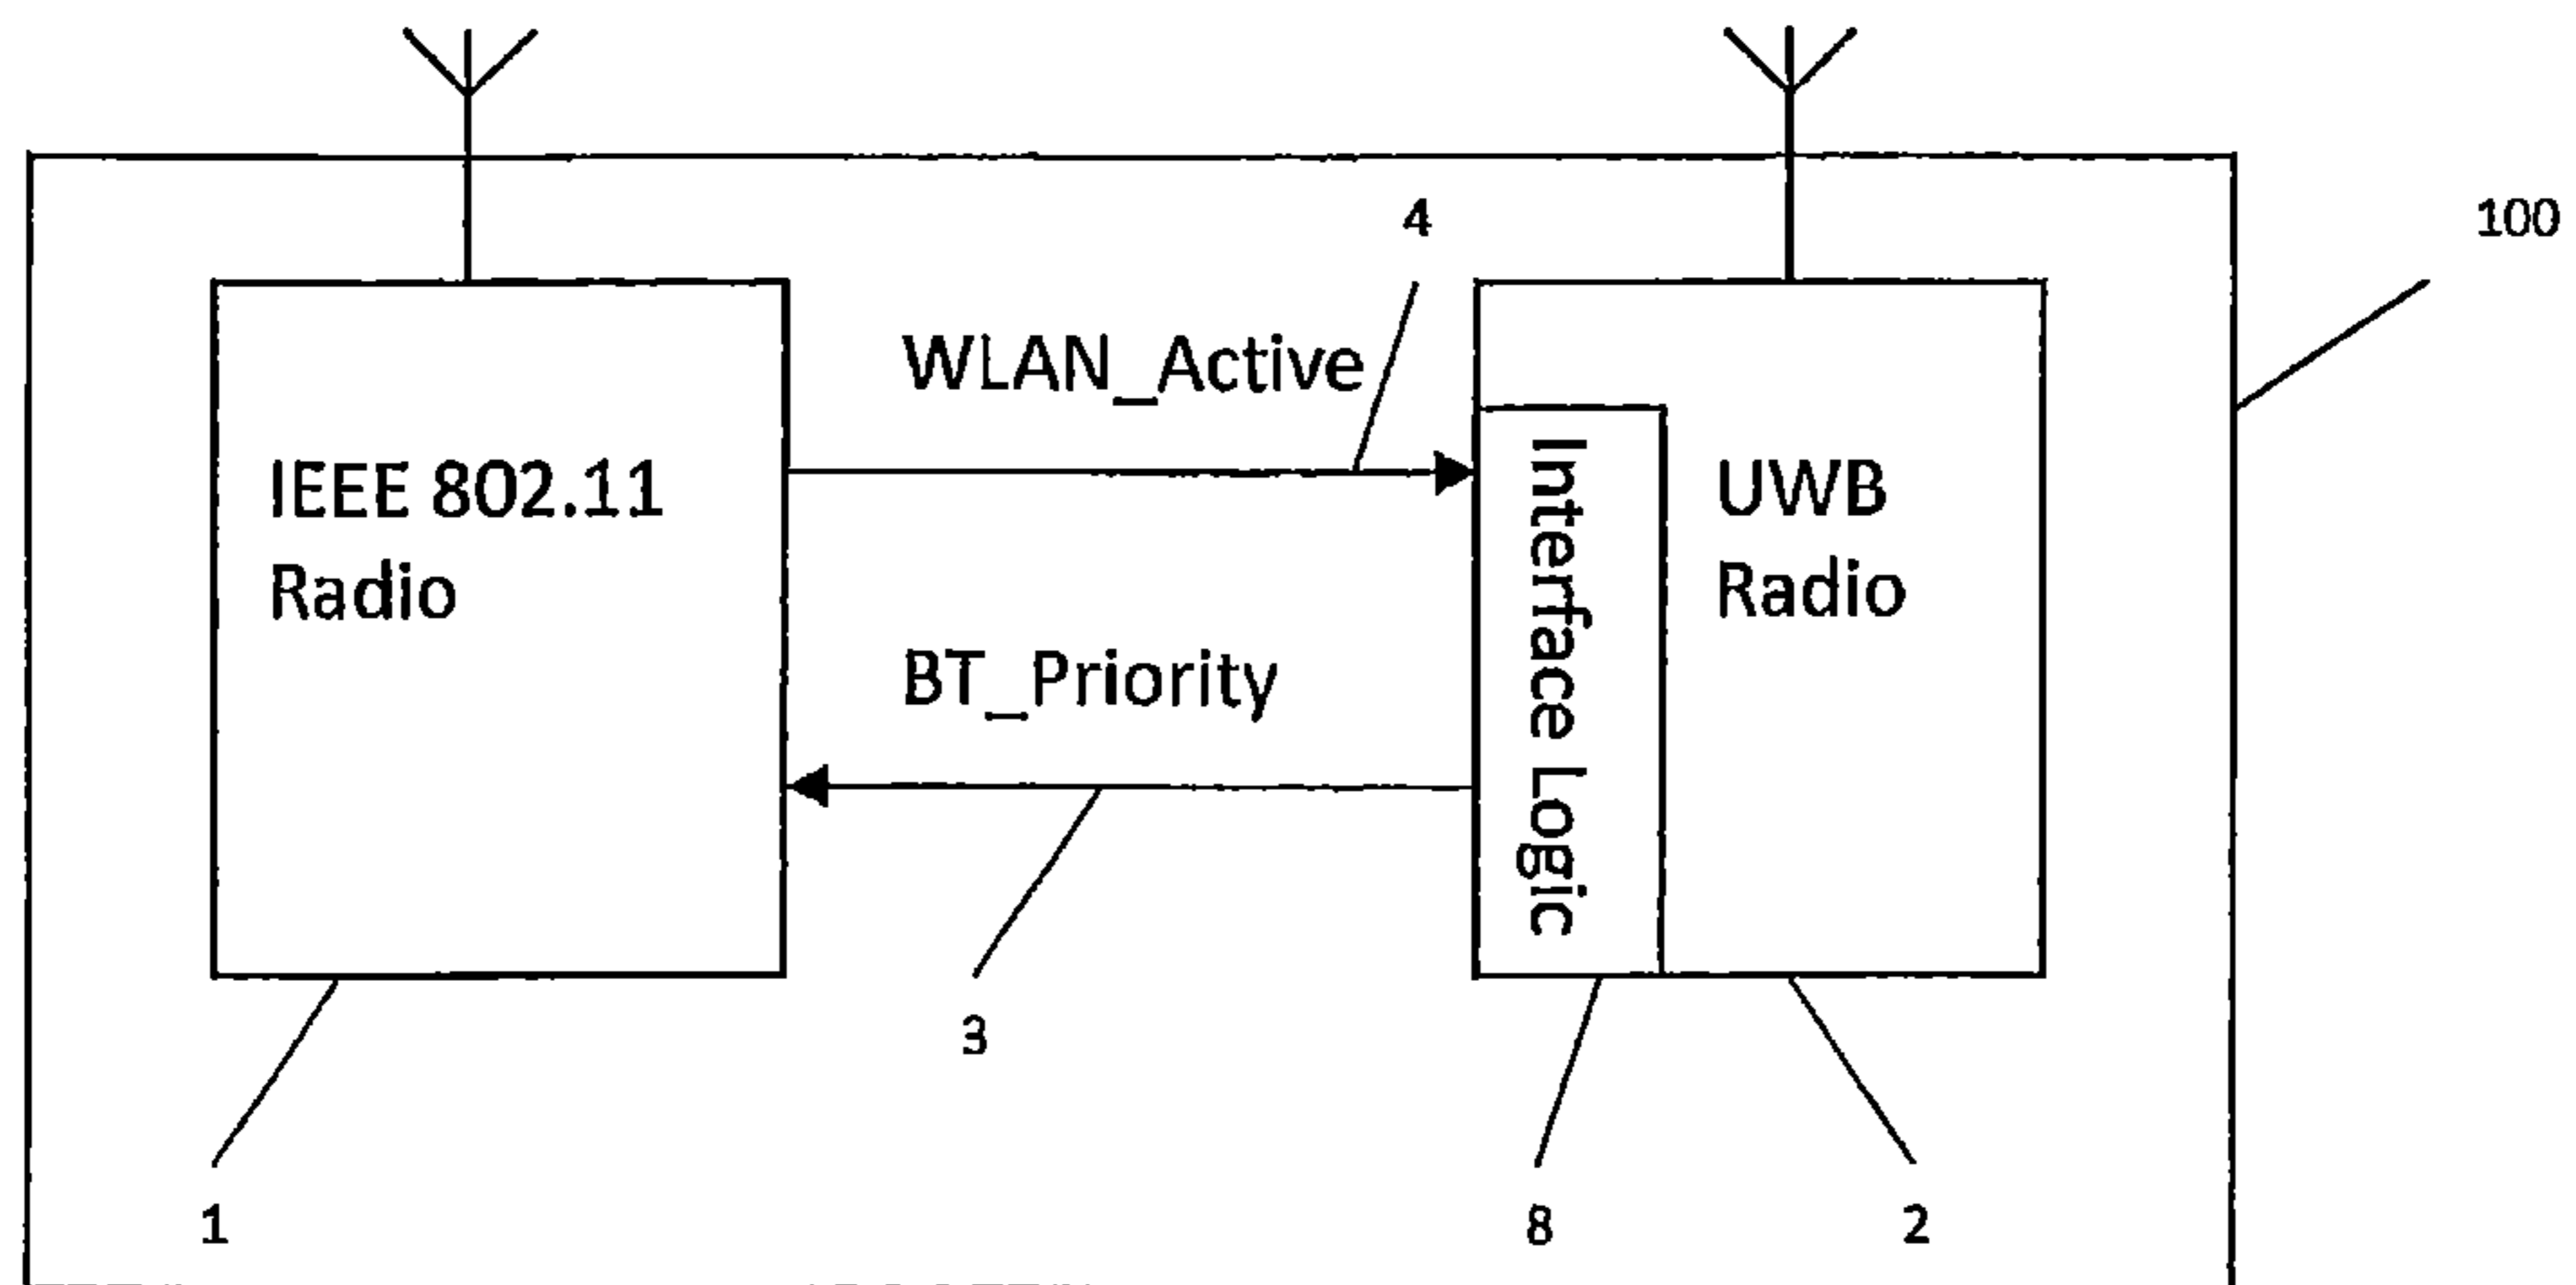 4
100
WLAN_Active
IEEE 802.11
Radio
Interface Logic
UWB
Radio
BT_Priority
3
1
8
2